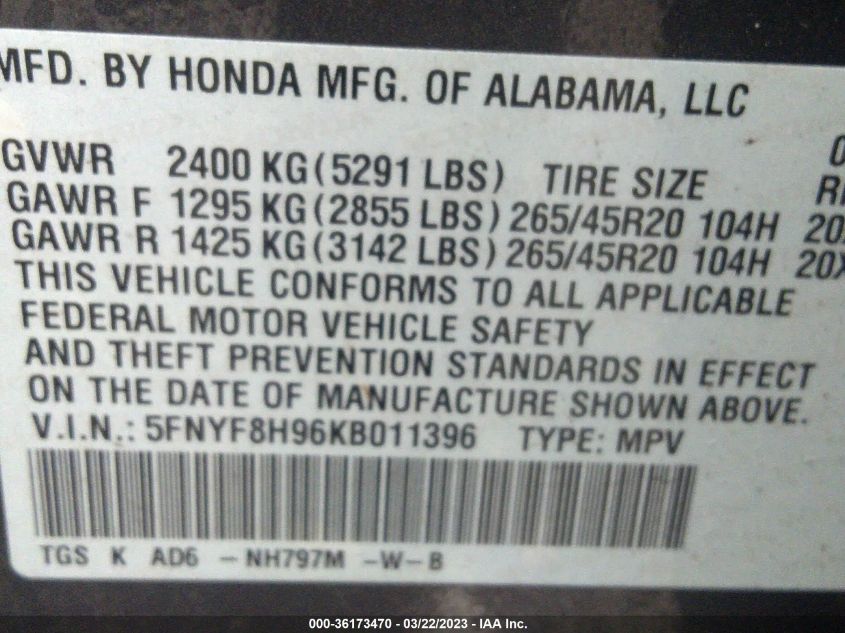 MFD. BY HONDA MFG. OF ALABAMA, LLC
GVWR 2400 KG (5291 LBS) TIRE SIZE
GAWR F 1295 KG (2855 LBS) 265/45R20 104H
GAWR R 1425 KG (3142 LBS) 265/45R20 104H
THIS VEHICLE CONFORMS TO ALL APPLICABLE
FEDERAL MOTOR VEHICLE SAFETY
AND THEFT PREVENTION STANDARDS IN EFFECT
ON THE DATE OF MANUFACTURE SHOWN ABOVE.
V.I.N.: 5FNYF8H96KB011396 TYPE: MPV
TGS K AD6 -NH797M -W-B
000-36173470 - 03/22/2023 - IAA Inc.